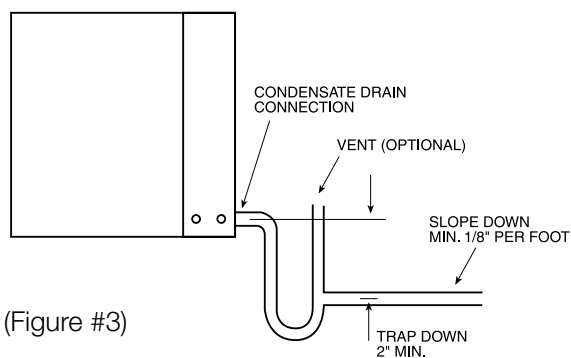 CONDENSATE DRAIN
CONNECTION
VENT (OPTIONAL)
SLOPE DOWN
MIN. 1/8" PER FOOT
(Figure #3)
TRAP DOWN
2" MIN.